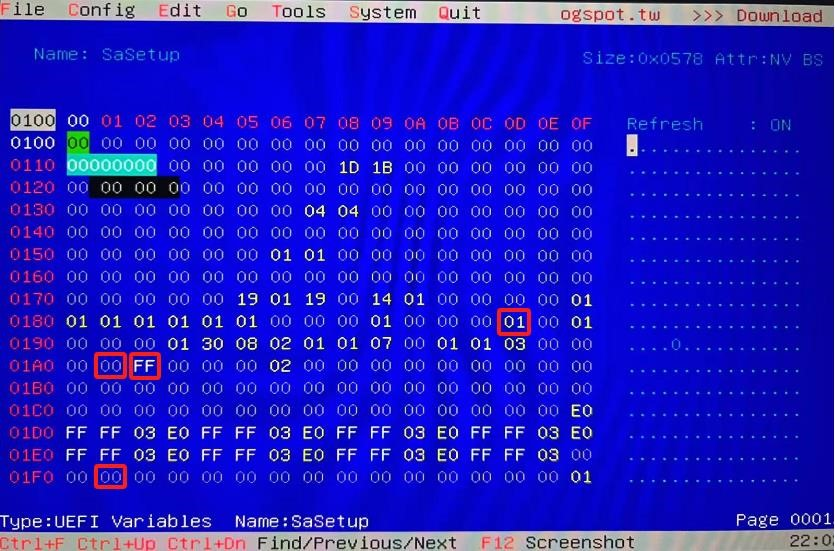 File Config Edit Go Tools System Quit ogspot.tw >>> Download
Name: SaSetup Size:0x0578 Attr:NV BS
0100 00 01 02 03 04 05 06 07 08 09 0A 0B 0C 0D 0E 0F Refresh : ON
0100 00 00 00 00 00 00 00 00 00 00 00 00 00 00 00 00 ................
0110 00000000 00 00 00 00 00 1D 1B 00 00 00 00 00 00 ................
0120 00 00 00 00 00 00 00 00 00 00 00 00 00 00 00 00 ................
0130 00 00 00 00 00 00 00 04 04 00 00 00 00 00 00 00 ................
0140 00 00 00 00 00 00 00 00 00 00 00 00 00 00 00 00 ................
0150 00 00 00 00 00 00 01 01 00 00 00 00 00 00 00 00 ................
0160 00 00 00 00 00 00 00 00 00 00 00 00 00 00 00 00 ................
0170 00 00 00 00 00 19 01 19 00 14 01 00 00 00 00 01 ................
0180 01 01 01 01 01 01 00 00 00 01 00 00 00 01 00 01 ................
0190 00 00 00 01 30 08 02 01 01 07 00 01 01 03 00 00 ....0...........
01A0 00 00 FF 00 00 00 02 00 00 00 00 00 00 00 00 00 ................
01B0 00 00 00 00 00 00 00 00 00 00 00 00 00 00 00 00 ................
01C0 00 00 00 00 00 00 00 00 00 00 00 00 00 00 00 E0 ................
01D0 FF FF 03 E0 FF FF 03 E0 FF FF 03 E0 FF FF 03 E0 ................
01E0 FF FF 03 E0 FF FF 03 E0 FF FF 03 E0 FF FF 03 00 ................
01F0 00 00 00 00 00 00 00 00 00 00 00 00 00 00 00 01 ................
Type:UEFI Variables Name:SaSetup Page 0001
Ctrl+F Ctrl+Up Ctrl+Dn Find/Previous/Next F12 Screenshot 22:0